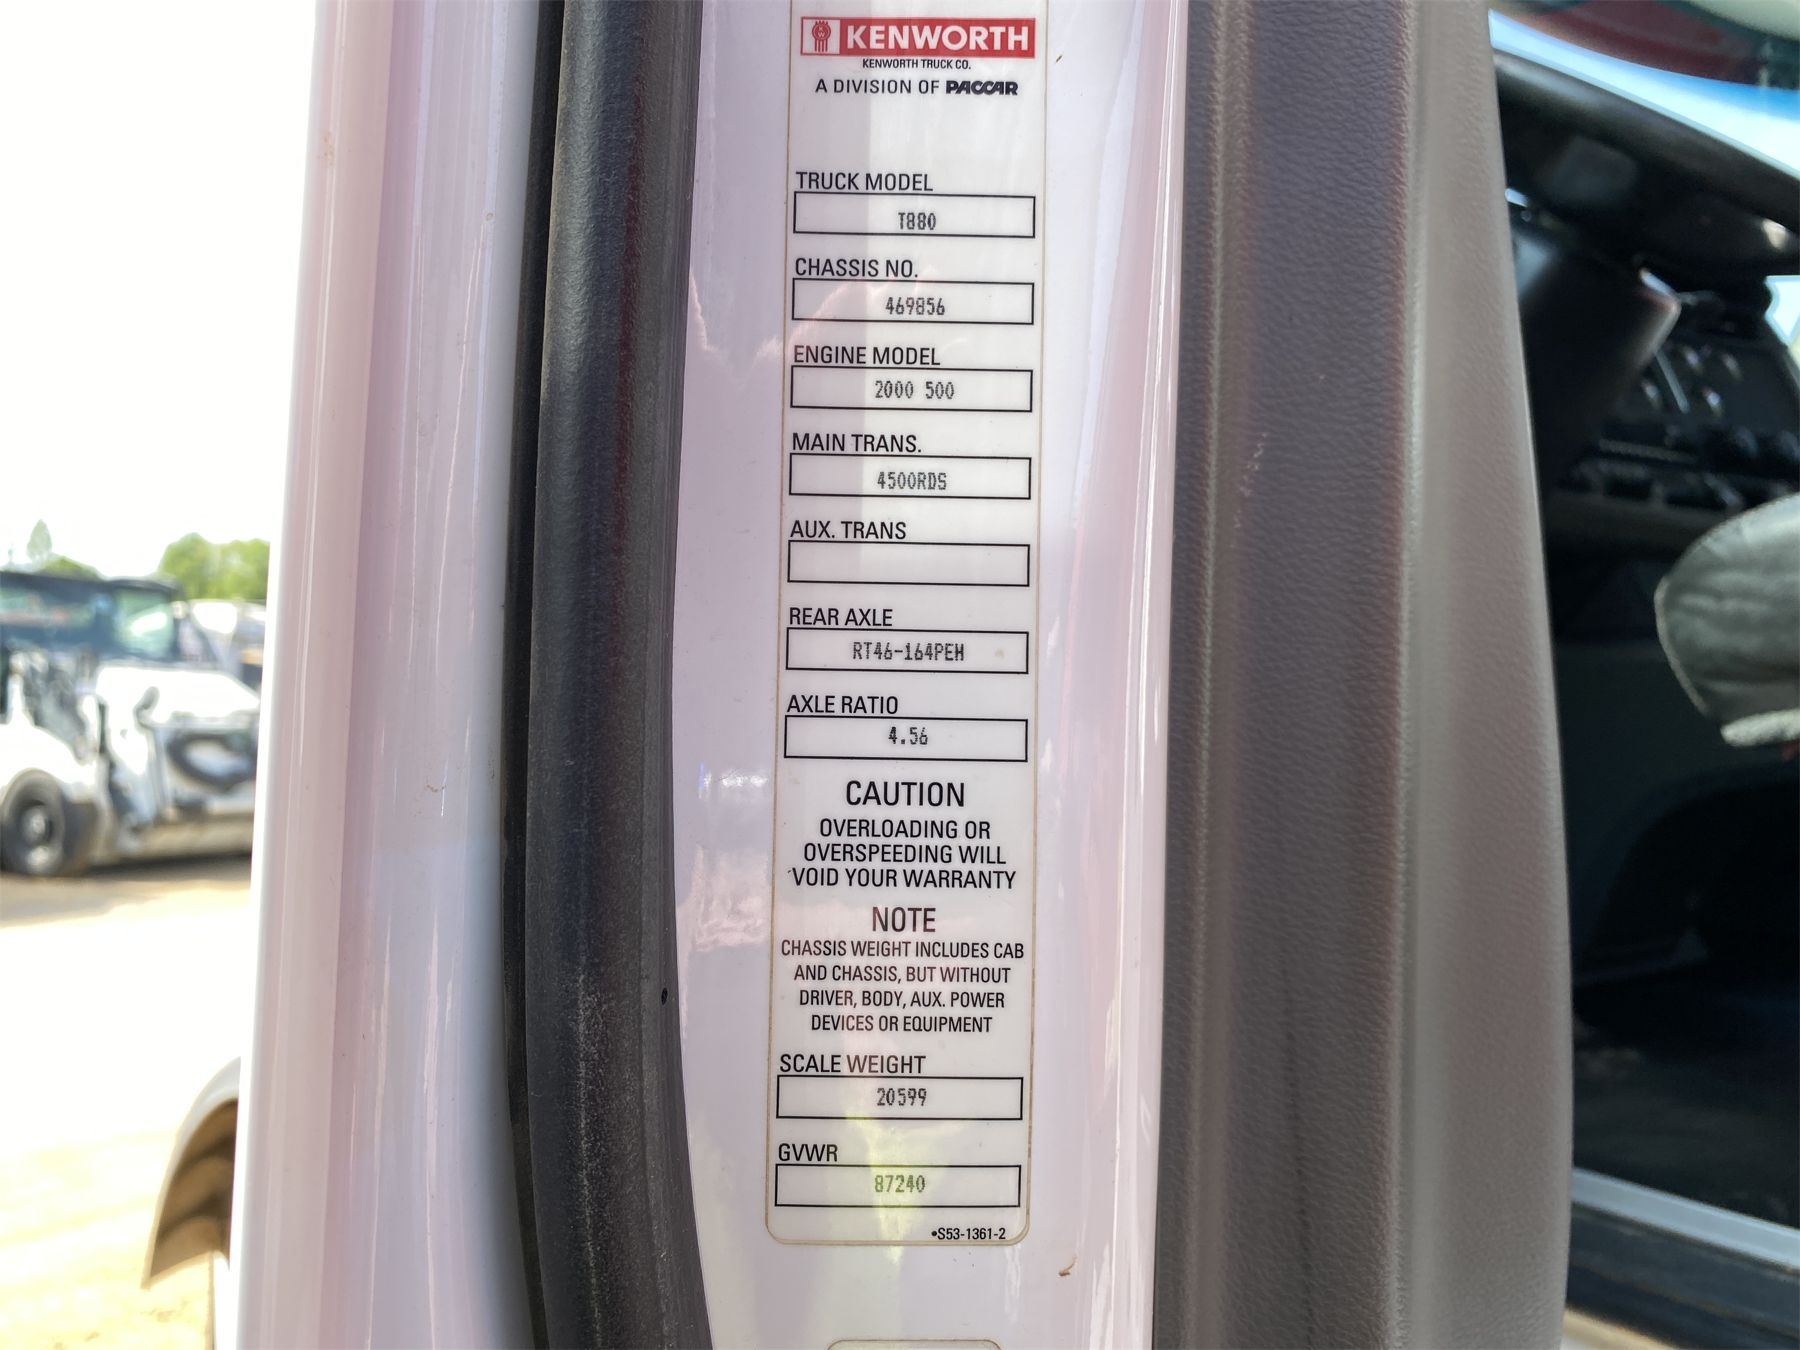 KENWORTH
KENWORTH TRUCK CO.
A DIVISION OF PACCAR
TRUCK MODEL
T880
CHASSIS NO.
469856
ENGINE MODEL
2000 500
MAIN TRANS.
4500RDS
AUX. TRANS
REAR AXLE
RT46-164PEH
AXLE RATIO
4.56
CAUTION
OVERLOADING OR
OVERSPEEDING WILL
VOID YOUR WARRANTY
NOTE
CHASSIS WEIGHT INCLUDES CAB
AND CHASSIS, BUT WITHOUT
DRIVER, BODY, AUX. POWER
DEVICES OR EQUIPMENT
SCALE WEIGHT
20599
GVWR
87240
•S53-1361-2